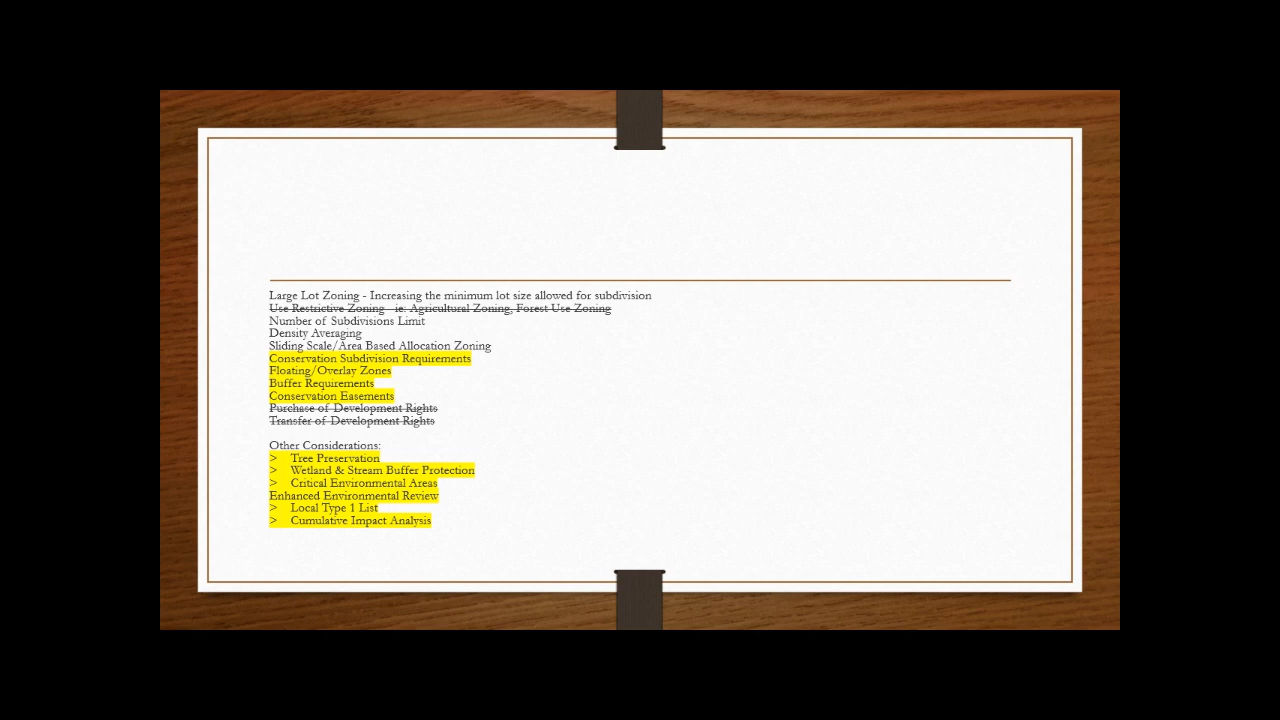 Large Lot Zoning - Increasing the minimum lot size allowed for subdivision
Use Restrictive Zoning - ie: Agricultural Zoning, Forest Use Zoning
Number of Subdivisions Limit
Density Averaging
Sliding Scale/Area Based Allocation Zoning
Conservation Subdivision Requirements
Floating/Overlay Zones
Buffer Requirements
Conservation Easements
Purchase of Development Rights
Transfer of Development Rights
Other Considerations:
> Tree Preservation
> Wetland & Stream Buffer Protection
> Critical Environmental Areas
Enhanced Environmental Review
> Local Type 1 List
> Cumulative Impact Analysis